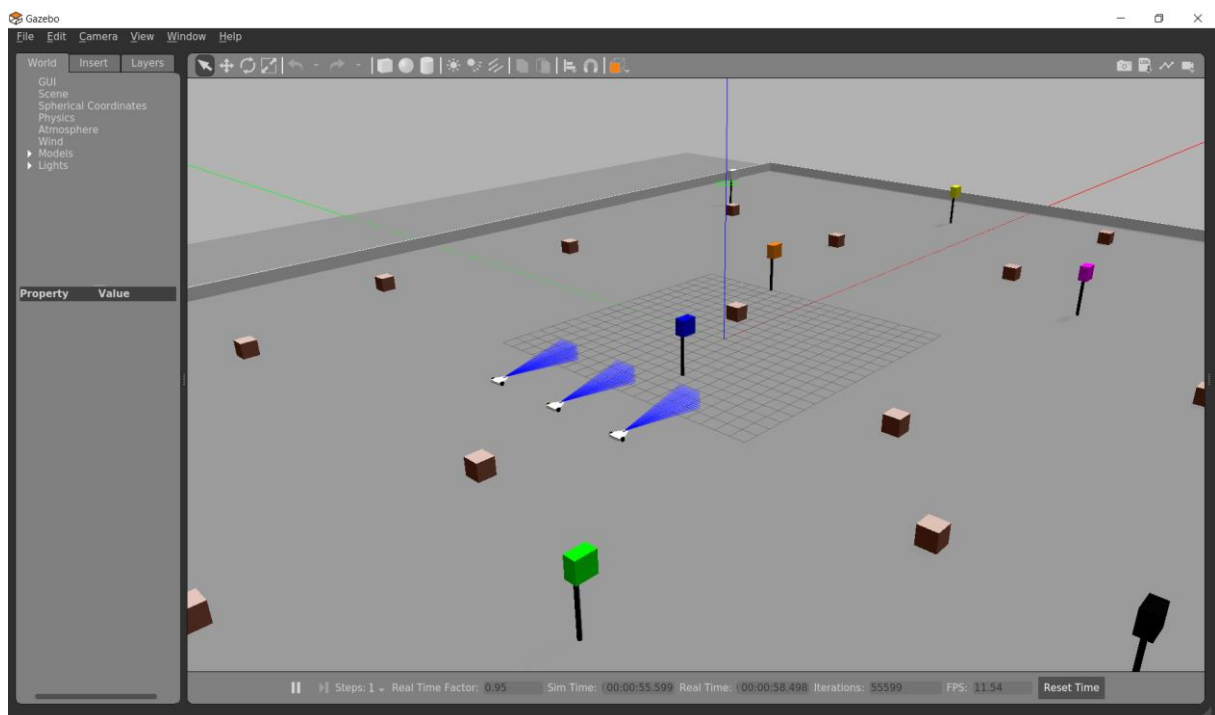 Gazebo
File Edit Camera View Window Help
World Insert Layers
GUI
Scene
Spherical Coordinates
Physics
Atmosphere
Wind
Models
Lights
Property Value
Steps: 1 Real Time Factor: 0.95 Sim Time: 00:00:55.599 Real Time: 00:00:58.498 Iterations: 55599 FPS: 11.54 Reset Time